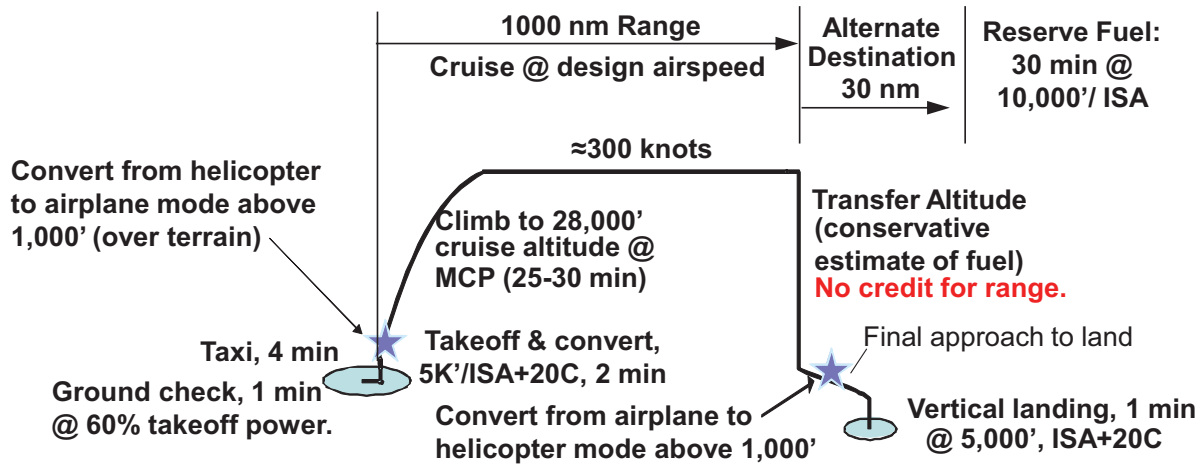 1000 nm Range
Cruise @ design airspeed
Alternate
Destination
30 nm
Reserve Fuel:
30 min @
10,000’/ ISA
≈300 knots
Convert from helicopter
to airplane mode above
1,000’ (over terrain)
Climb to 28,000’
cruise altitude @
MCP (25-30 min)
Transfer Altitude
(conservative
estimate of fuel)
No credit for range.
Taxi, 4 min
Ground check, 1 min
@ 60% takeoff power.
Takeoff & convert,
5K’/ISA+20C, 2 min
Final approach to land
Convert from airplane to
helicopter mode above 1,000’
Vertical landing, 1 min
@ 5,000’, ISA+20C